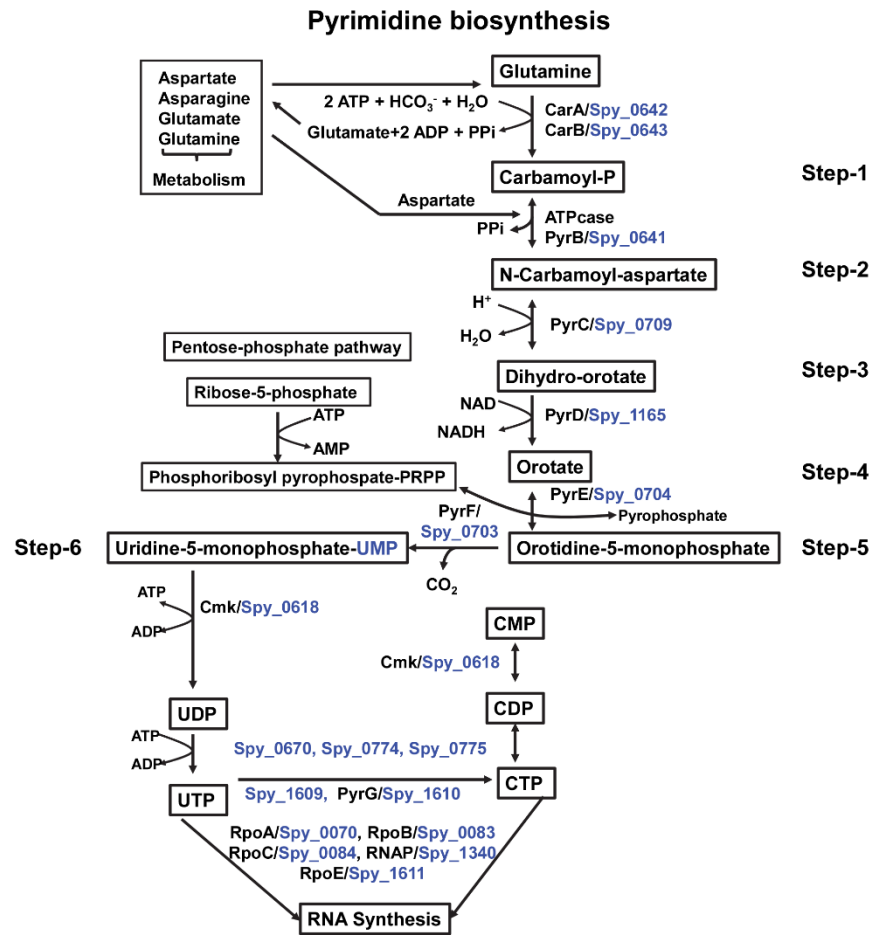 Pyrimidine biosynthesis
Aspartate
Asparagine
Glutamate
Glutamine
Metabolism
Glutamine
2 ATP + HCO₃⁻ + H₂O
Glutamate+2 ADP + PPi
CarA/Spy_0642
CarB/Spy_0643
Carbamoyl-P
Step-1
Aspartate
PPi
ATPcase
PyrB/Spy_0641
N-Carbamoyl-aspartate
Step-2
H⁺
H₂O
PyrC/Spy_0709
Pentose-phosphate pathway
Dihydro-orotate
Step-3
Ribose-5-phosphate
ATP
AMP
NAD
NADH
PyrD/Spy_1165
Phosphoribosyl pyrophospate-PRPP
Orotate
Step-4
PyrE/Spy_0704
Pyrophosphate
PyrF/
Spy_0703
CO₂
Step-6
Uridine-5-monophosphate-UMP
Orotidine-5-monophosphate
Step-5
ATP
ADP
Cmk/Spy_0618
CMP
Cmk/Spy_0618
UDP
CDP
ATP
ADP
Spy_0670, Spy_0774, Spy_0775
UTP
Spy_1609, PyrG/Spy_1610
CTP
RpoA/Spy_0070, RpoB/Spy_0083
RpoC/Spy_0084, RNAP/Spy_1340
RpoE/Spy_1611
RNA Synthesis